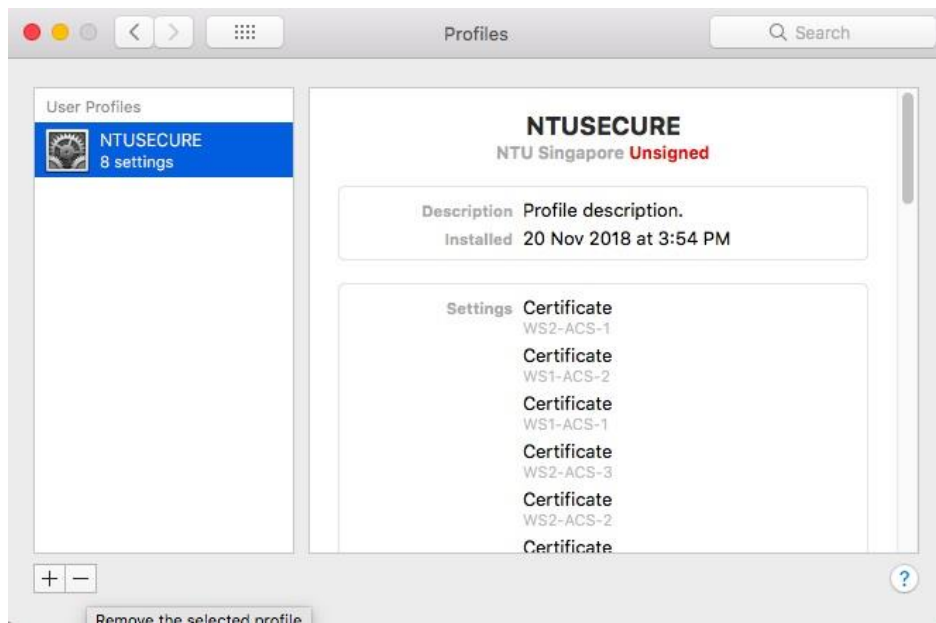 Profiles
Search
User Profiles
NTUSECURE
8 settings
NTUSECURE
NTU Singapore Unsigned
Description Profile description.
Installed 20 Nov 2018 at 3:54 PM
Settings Certificate
WS2-ACS-1
Certificate
WS1-ACS-2
Certificate
WS1-ACS-1
Certificate
WS2-ACS-3
Certificate
WS2-ACS-2
Certificate
+ −
?
Remove the selected profile